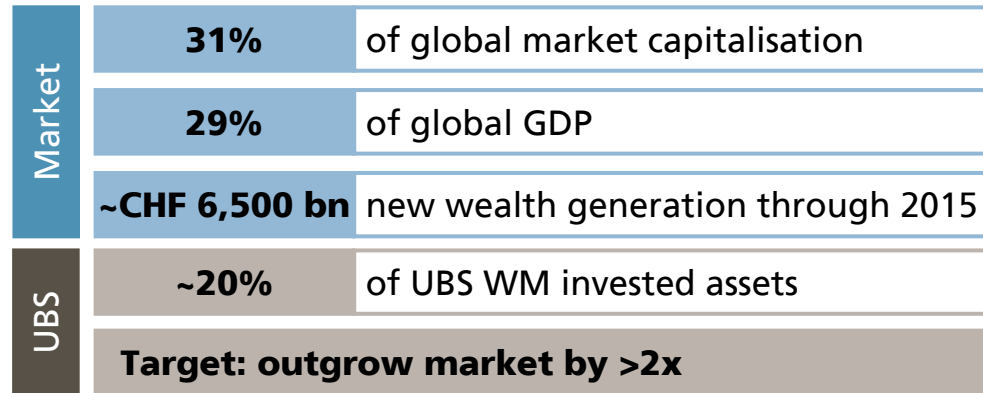 Market
31% of global market capitalisation
29% of global GDP
~CHF 6,500 bn new wealth generation through 2015
UBS
~20% of UBS WM invested assets
Target: outgrow market by >2x